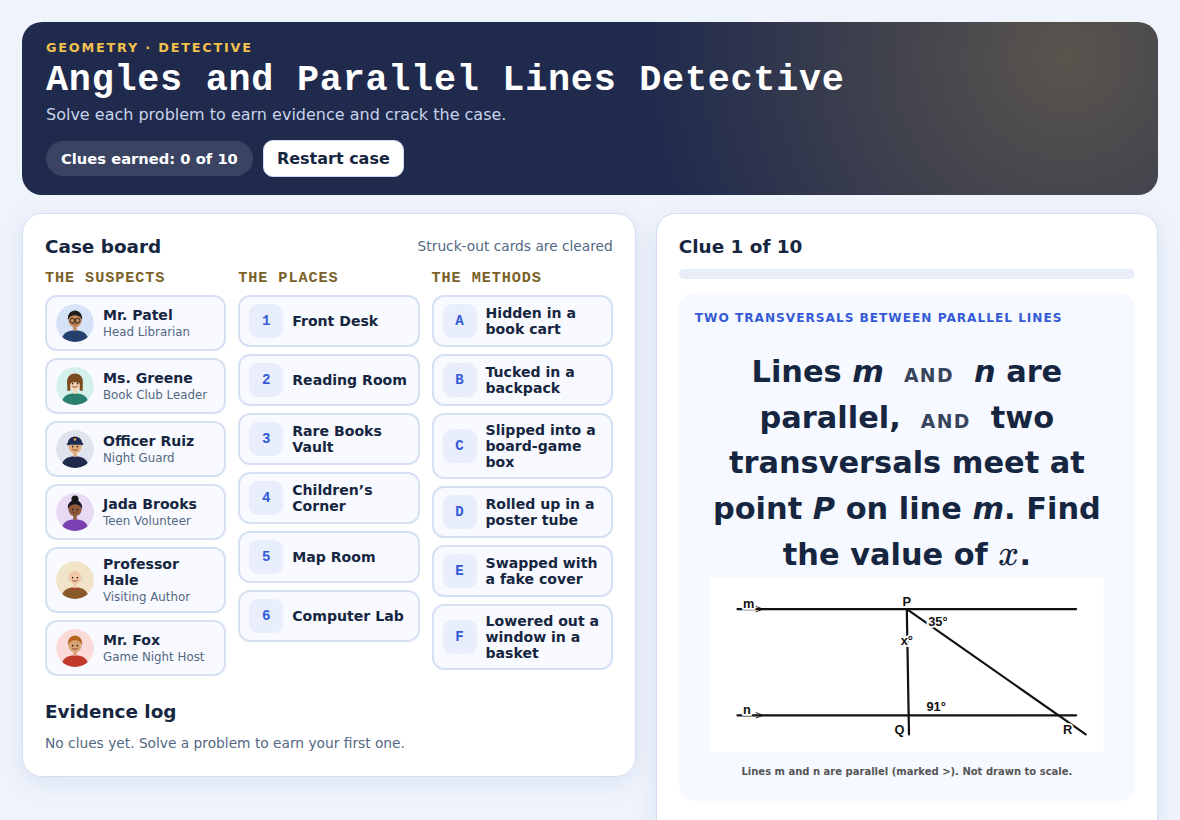 GEOMETRY · DETECTIVE
Angles and Parallel Lines Detective
Solve each problem to earn evidence and crack the case.
Clues earned: 0 of 10
Restart case
Case board
Struck-out cards are cleared
THE SUSPECTS
Mr. Patel
Head Librarian
Ms. Greene
Book Club Leader
Officer Ruiz
Night Guard
Jada Brooks
Teen Volunteer
Professor
Hale
Visiting Author
Mr. Fox
Game Night Host
THE PLACES
1 Front Desk
2 Reading Room
3 Rare Books
Vault
4 Children’s
Corner
5 Map Room
6 Computer Lab
THE METHODS
A Hidden in a
book cart
B Tucked in a
backpack
C Slipped into a
board-game
box
D Rolled up in a
poster tube
E Swapped with
a fake cover
F Lowered out a
window in a
basket
Evidence log
No clues yet. Solve a problem to earn your first one.
Clue 1 of 10
TWO TRANSVERSALS BETWEEN PARALLEL LINES
Lines m AND n are
parallel, AND two
transversals meet at
point P on line m. Find
the value of x.
m
P
35°
x°
n
91°
Q
R
Lines m and n are parallel (marked >). Not drawn to scale.